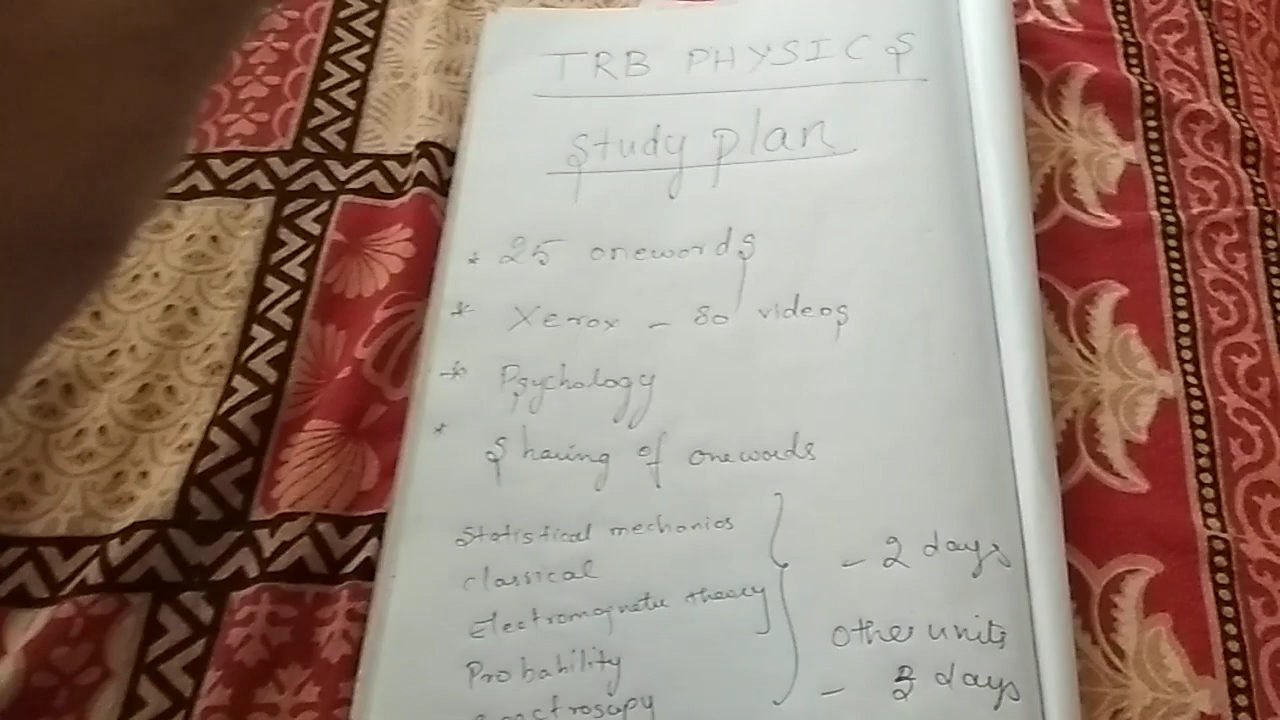 TRB PHYSICS
Study plan
* 25 onewords
* Xerox - 80 videos
* Psychology
* Sharing of onewords
Statistical mechanics
classical
Electromagnetic theory
Probability
- 2 days
Other units
- 3 days